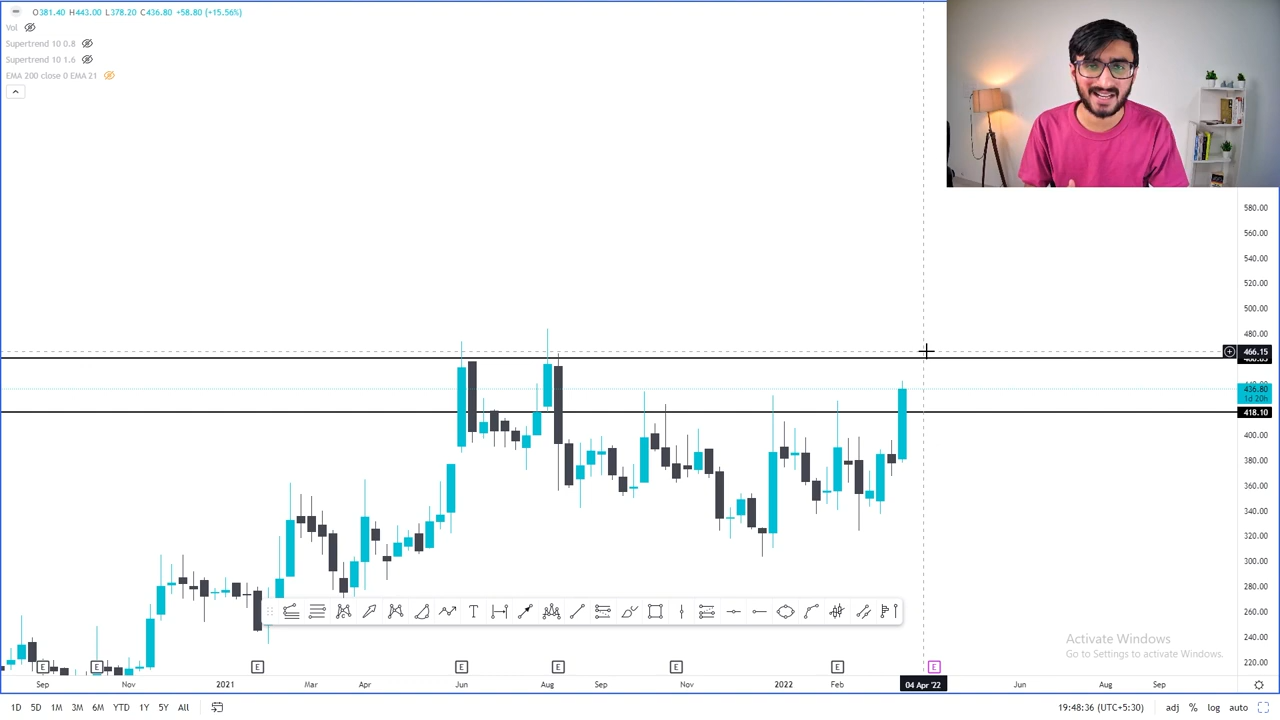 O381.40 H443.00 L378.20 C436.80 +58.80 (+15.56%)
Vol
Supertrend 10 0.8
Supertrend 10 1.6
EMA 200 close 0 EMA 21
580.00
560.00
540.00
520.00
500.00
480.00
466.15
436.80
1d 20h
418.10
400.00
380.00
360.00
340.00
320.00
300.00
280.00
260.00
240.00
220.00
T
Activate Windows
Go to Settings to activate Windows.
E E E E E E E E
Sep Nov 2021 Mar Apr Jun Aug Sep Nov 2022 Feb 04 Apr '22 Jun Aug Sep
1D 5D 1M 3M 6M YTD 1Y 5Y All 19:48:36 (UTC+5:30) adj % log auto